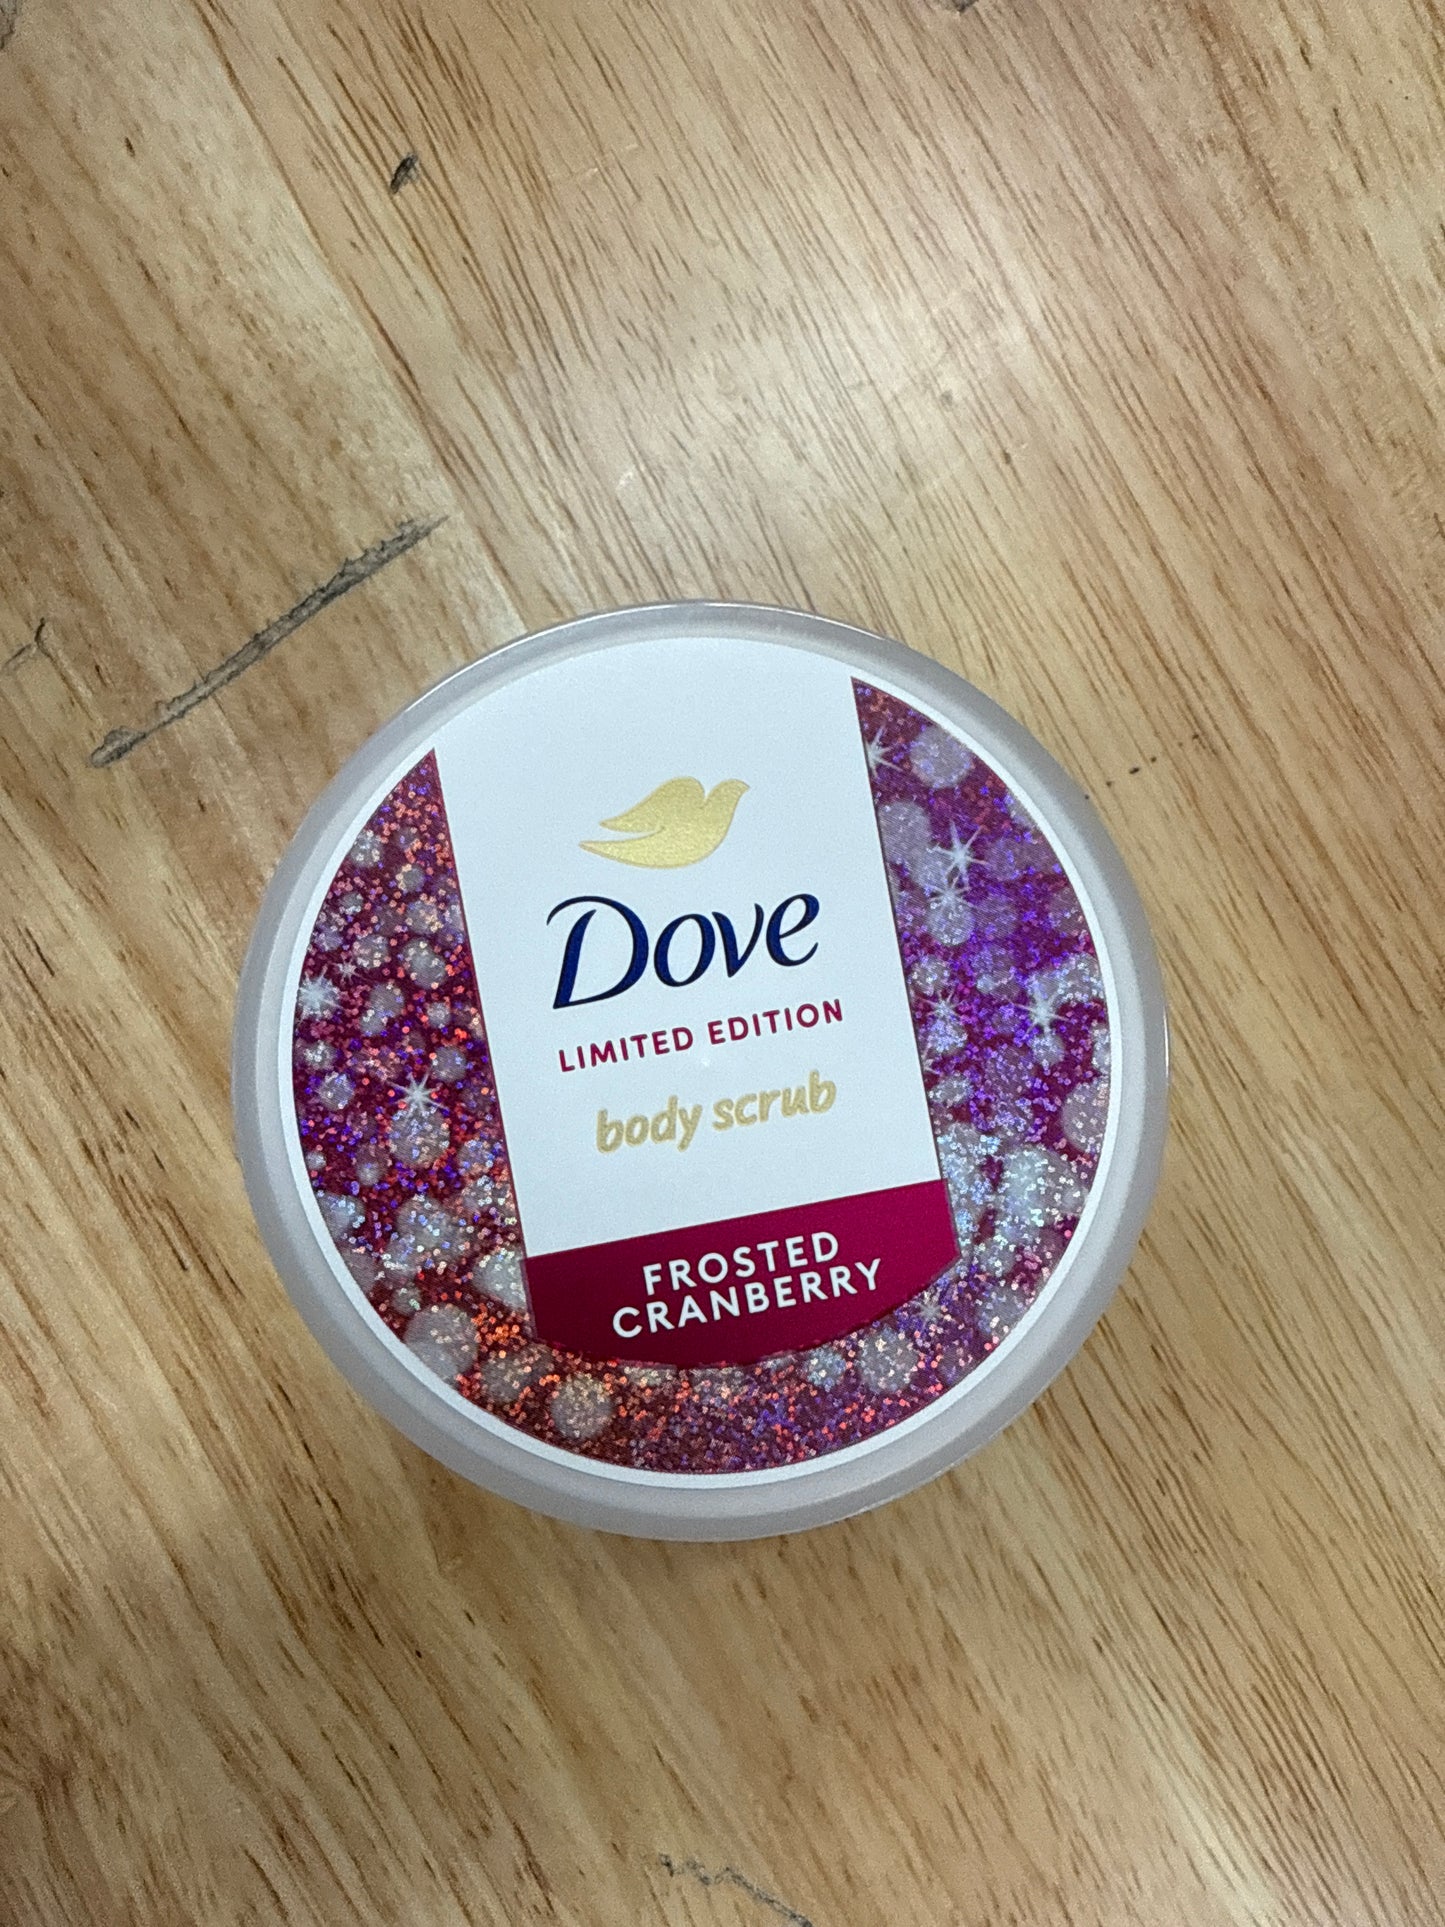 Dove
LIMITED EDITION
body scrub
FROSTED
CRANBERRY